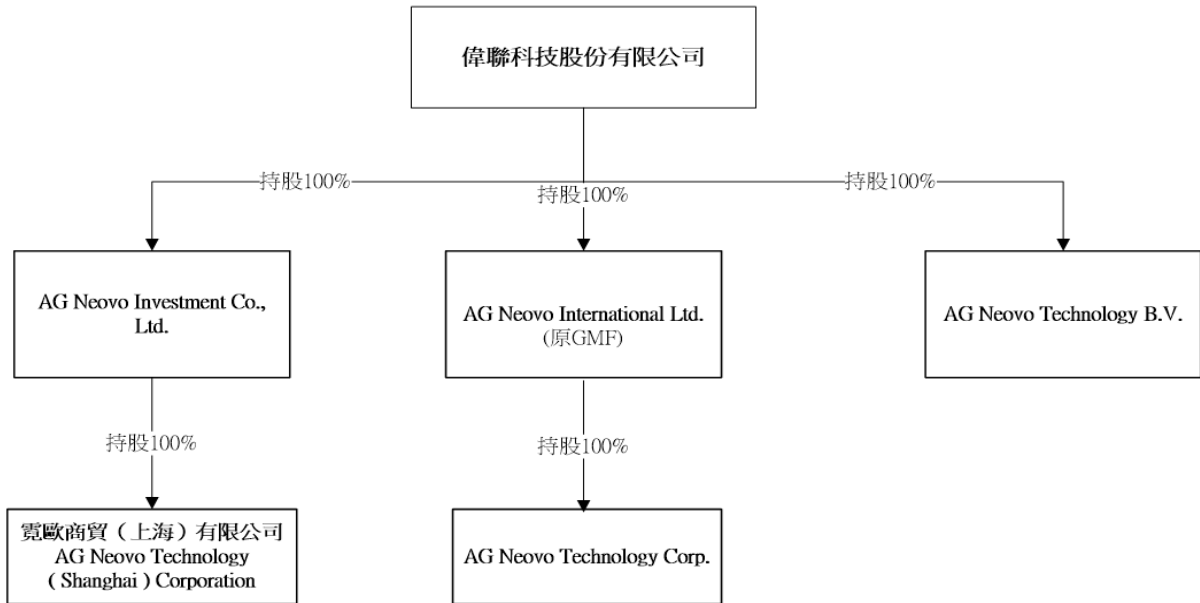 偉聯科技股份有限公司
持股100%
持股100%
持股100%
AG Neovo Investment Co.,
Ltd.
AG Neovo International Ltd.
(原GMF)
AG Neovo Technology B.V.
持股100%
持股100%
霓歐商貿（上海）有限公司
AG Neovo Technology
( Shanghai ) Corporation
AG Neovo Technology Corp.